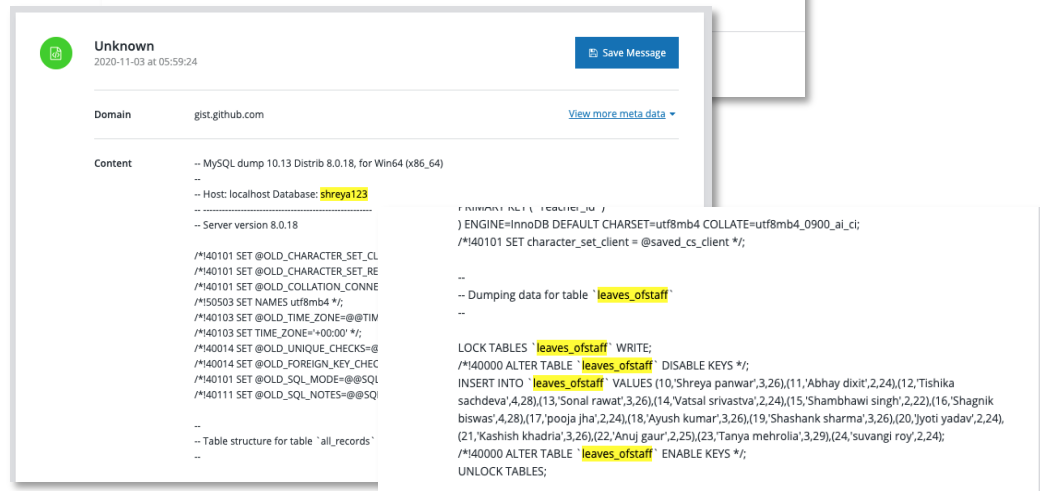 Unknown
2020-11-03 at 05:59:24
Save Message
Domain
gist.github.com
View more meta data
Content
-- MySQL dump 10.13 Distrib 8.0.18, for Win64 (x86_64)
--
-- Host: localhost Database: shreya123
-- ------------------------------------------------------
-- Server version 8.0.18
/*!40101 SET @OLD_CHARACTER_SET_CL
/*!40101 SET @OLD_CHARACTER_SET_RE
/*!40101 SET @OLD_COLLATION_CONNE
/*!50503 SET NAMES utf8mb4 */;
/*!40103 SET @OLD_TIME_ZONE=@@TIM
/*!40103 SET TIME_ZONE='+00:00' */;
/*!40014 SET @OLD_UNIQUE_CHECKS=@
/*!40014 SET @OLD_FOREIGN_KEY_CHEC
/*!40101 SET @OLD_SQL_MODE=@@SQL
/*!40111 SET @OLD_SQL_NOTES=@@SQ
--
-- Table structure for table `all_records`
--
PRIMARY KEY (`Teacher_id`)
) ENGINE=InnoDB DEFAULT CHARSET=utf8mb4 COLLATE=utf8mb4_0900_ai_ci;
/*!40101 SET character_set_client = @saved_cs_client */;
--
-- Dumping data for table `leaves_ofstaff`
--
LOCK TABLES `leaves_ofstaff` WRITE;
/*!40000 ALTER TABLE `leaves_ofstaff` DISABLE KEYS */;
INSERT INTO `leaves_ofstaff` VALUES (10,'Shreya panwar',3,26),(11,'Abhay dixit',2,24),(12,'Tishika
sachdeva',4,28),(13,'Sonal rawat',3,26),(14,'Vatsal srivastva',2,24),(15,'Shambhawi singh',2,22),(16,'Shagnik
biswas',4,28),(17,'pooja jha',2,24),(18,'Ayush kumar',3,26),(19,'Shashank sharma',3,26),(20,'Jyoti yadav',2,24),
(21,'Kashish khadria',3,26),(22,'Anuj gaur',2,25),(23,'Tanya mehrolia',3,29),(24,'suvangi roy',2,24);
/*!40000 ALTER TABLE `leaves_ofstaff` ENABLE KEYS */;
UNLOCK TABLES;